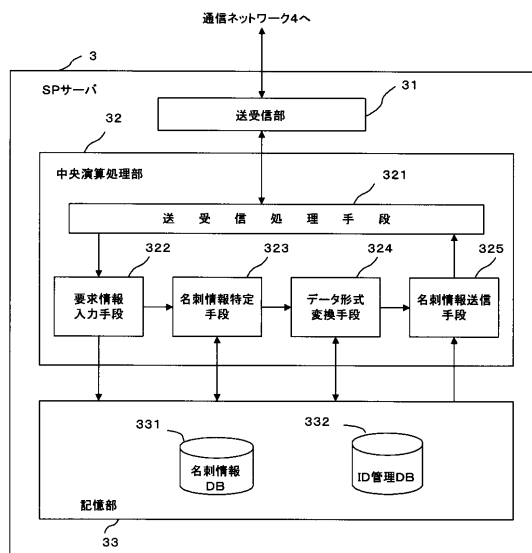 通信ネットワーク4へ
3
SPサーバ
31
送受信部
32
中央演算処理部
321
送受信処理手段
322
323
324
325
要求情報
入力手段
名刺情報特定
手段
データ形式
変換手段
名刺情報送信
手段
331
名刺情報
DB
332
ID管理DB
記憶部
33